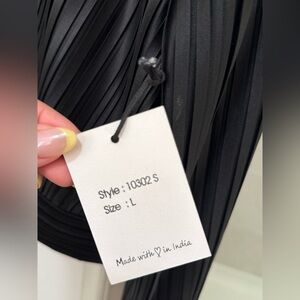 Style : 10302 S
Size : L
Made with ♡ in India